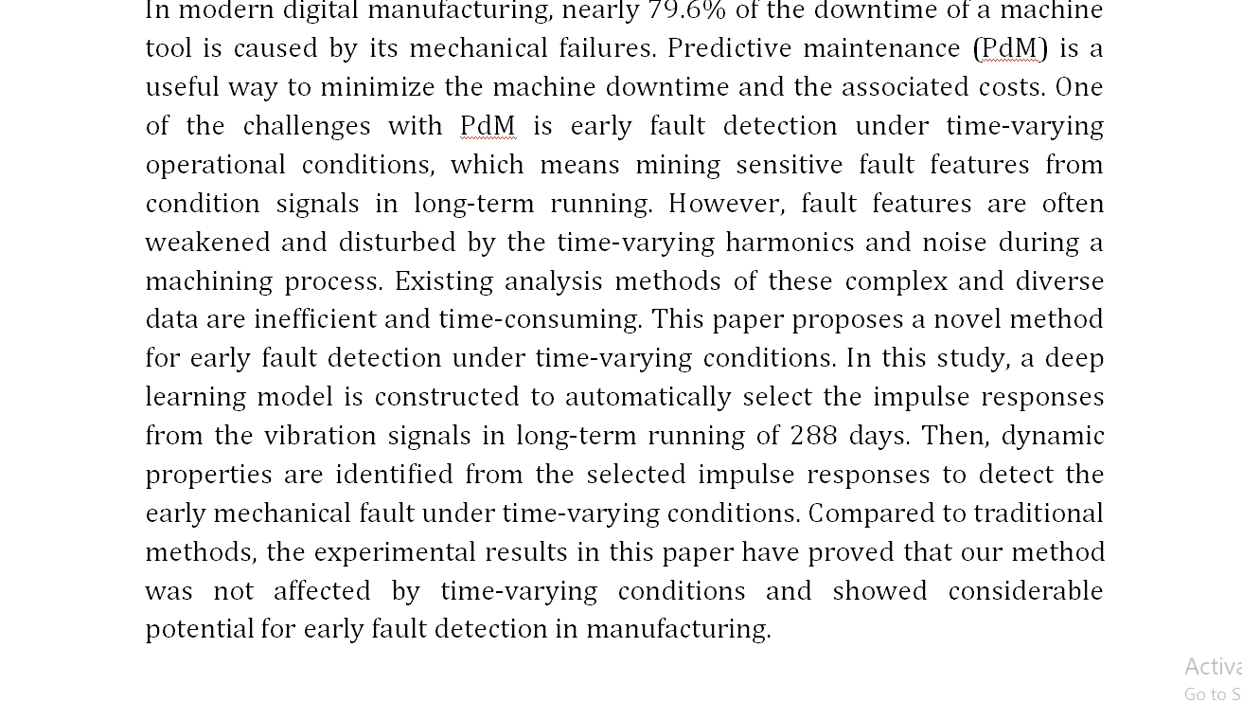 In modern digital manufacturing, nearly 79.6% of the downtime of a machine
tool is caused by its mechanical failures. Predictive maintenance (PdM) is a
useful way to minimize the machine downtime and the associated costs. One
of the challenges with PdM is early fault detection under time-varying
operational conditions, which means mining sensitive fault features from
condition signals in long-term running. However, fault features are often
weakened and disturbed by the time-varying harmonics and noise during a
machining process. Existing analysis methods of these complex and diverse
data are inefficient and time-consuming. This paper proposes a novel method
for early fault detection under time-varying conditions. In this study, a deep
learning model is constructed to automatically select the impulse responses
from the vibration signals in long-term running of 288 days. Then, dynamic
properties are identified from the selected impulse responses to detect the
early mechanical fault under time-varying conditions. Compared to traditional
methods, the experimental results in this paper have proved that our method
was not affected by time-varying conditions and showed considerable
potential for early fault detection in manufacturing.
Activa
Go to S